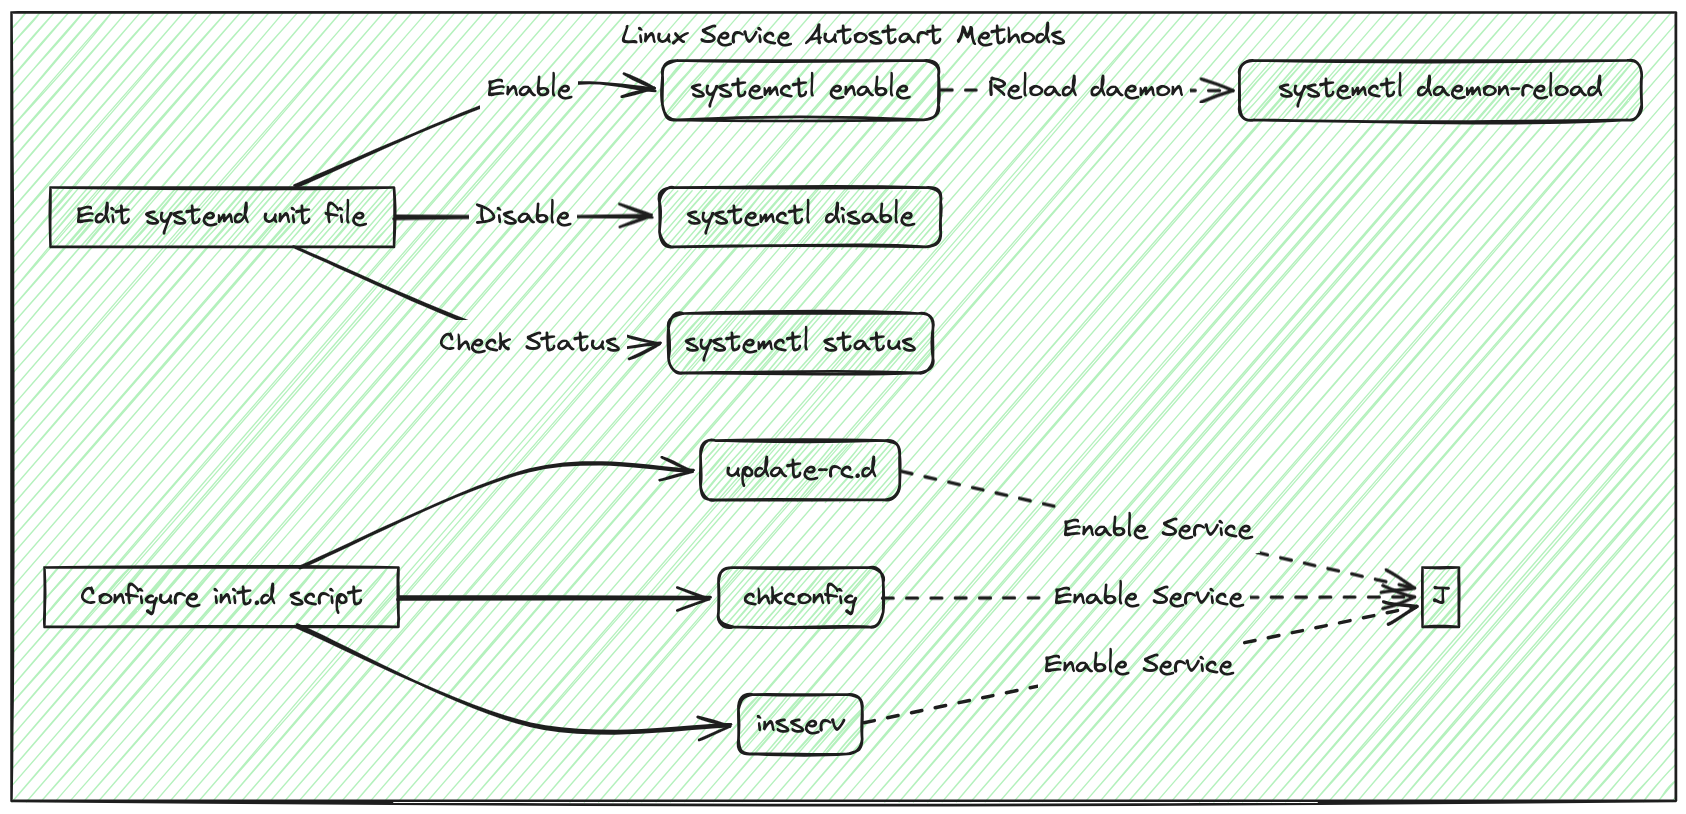 Linux Service Autostart Methods
Enable
systemctl enable
Reload daemon
systemctl daemon-reload
Edit systemd unit file
Disable
systemctl disable
Check Status
systemctl status
update-rc.d
Enable Service
Configure init.d script
chkconfig
Enable Service
J
Enable Service
insserv